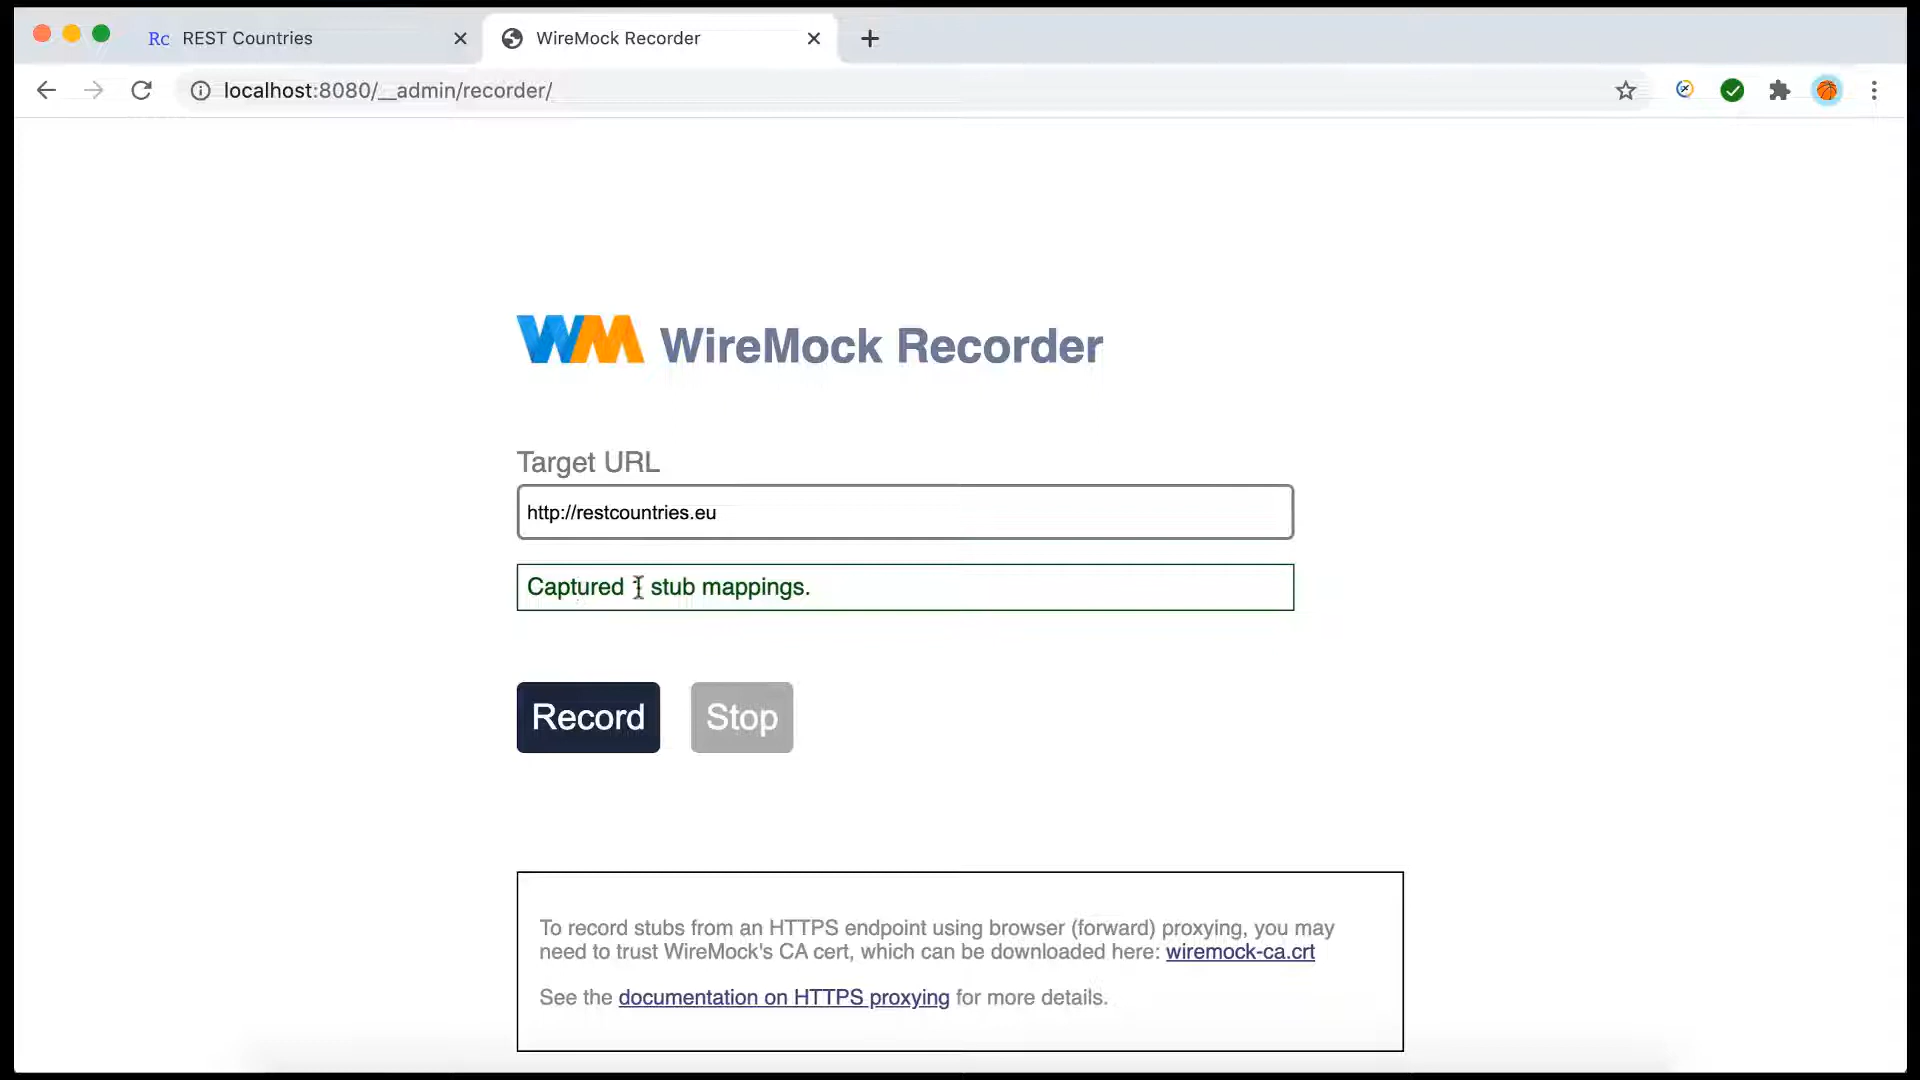 Rc REST Countries
WireMock Recorder
localhost:8080/__admin/recorder/
WM WireMock Recorder
Target URL
http://restcountries.eu
Captured stub mappings.
Record
Stop
To record stubs from an HTTPS endpoint using browser (forward) proxying, you may
need to trust WireMock's CA cert, which can be downloaded here: wiremock-ca.crt
See the documentation on HTTPS proxying for more details.